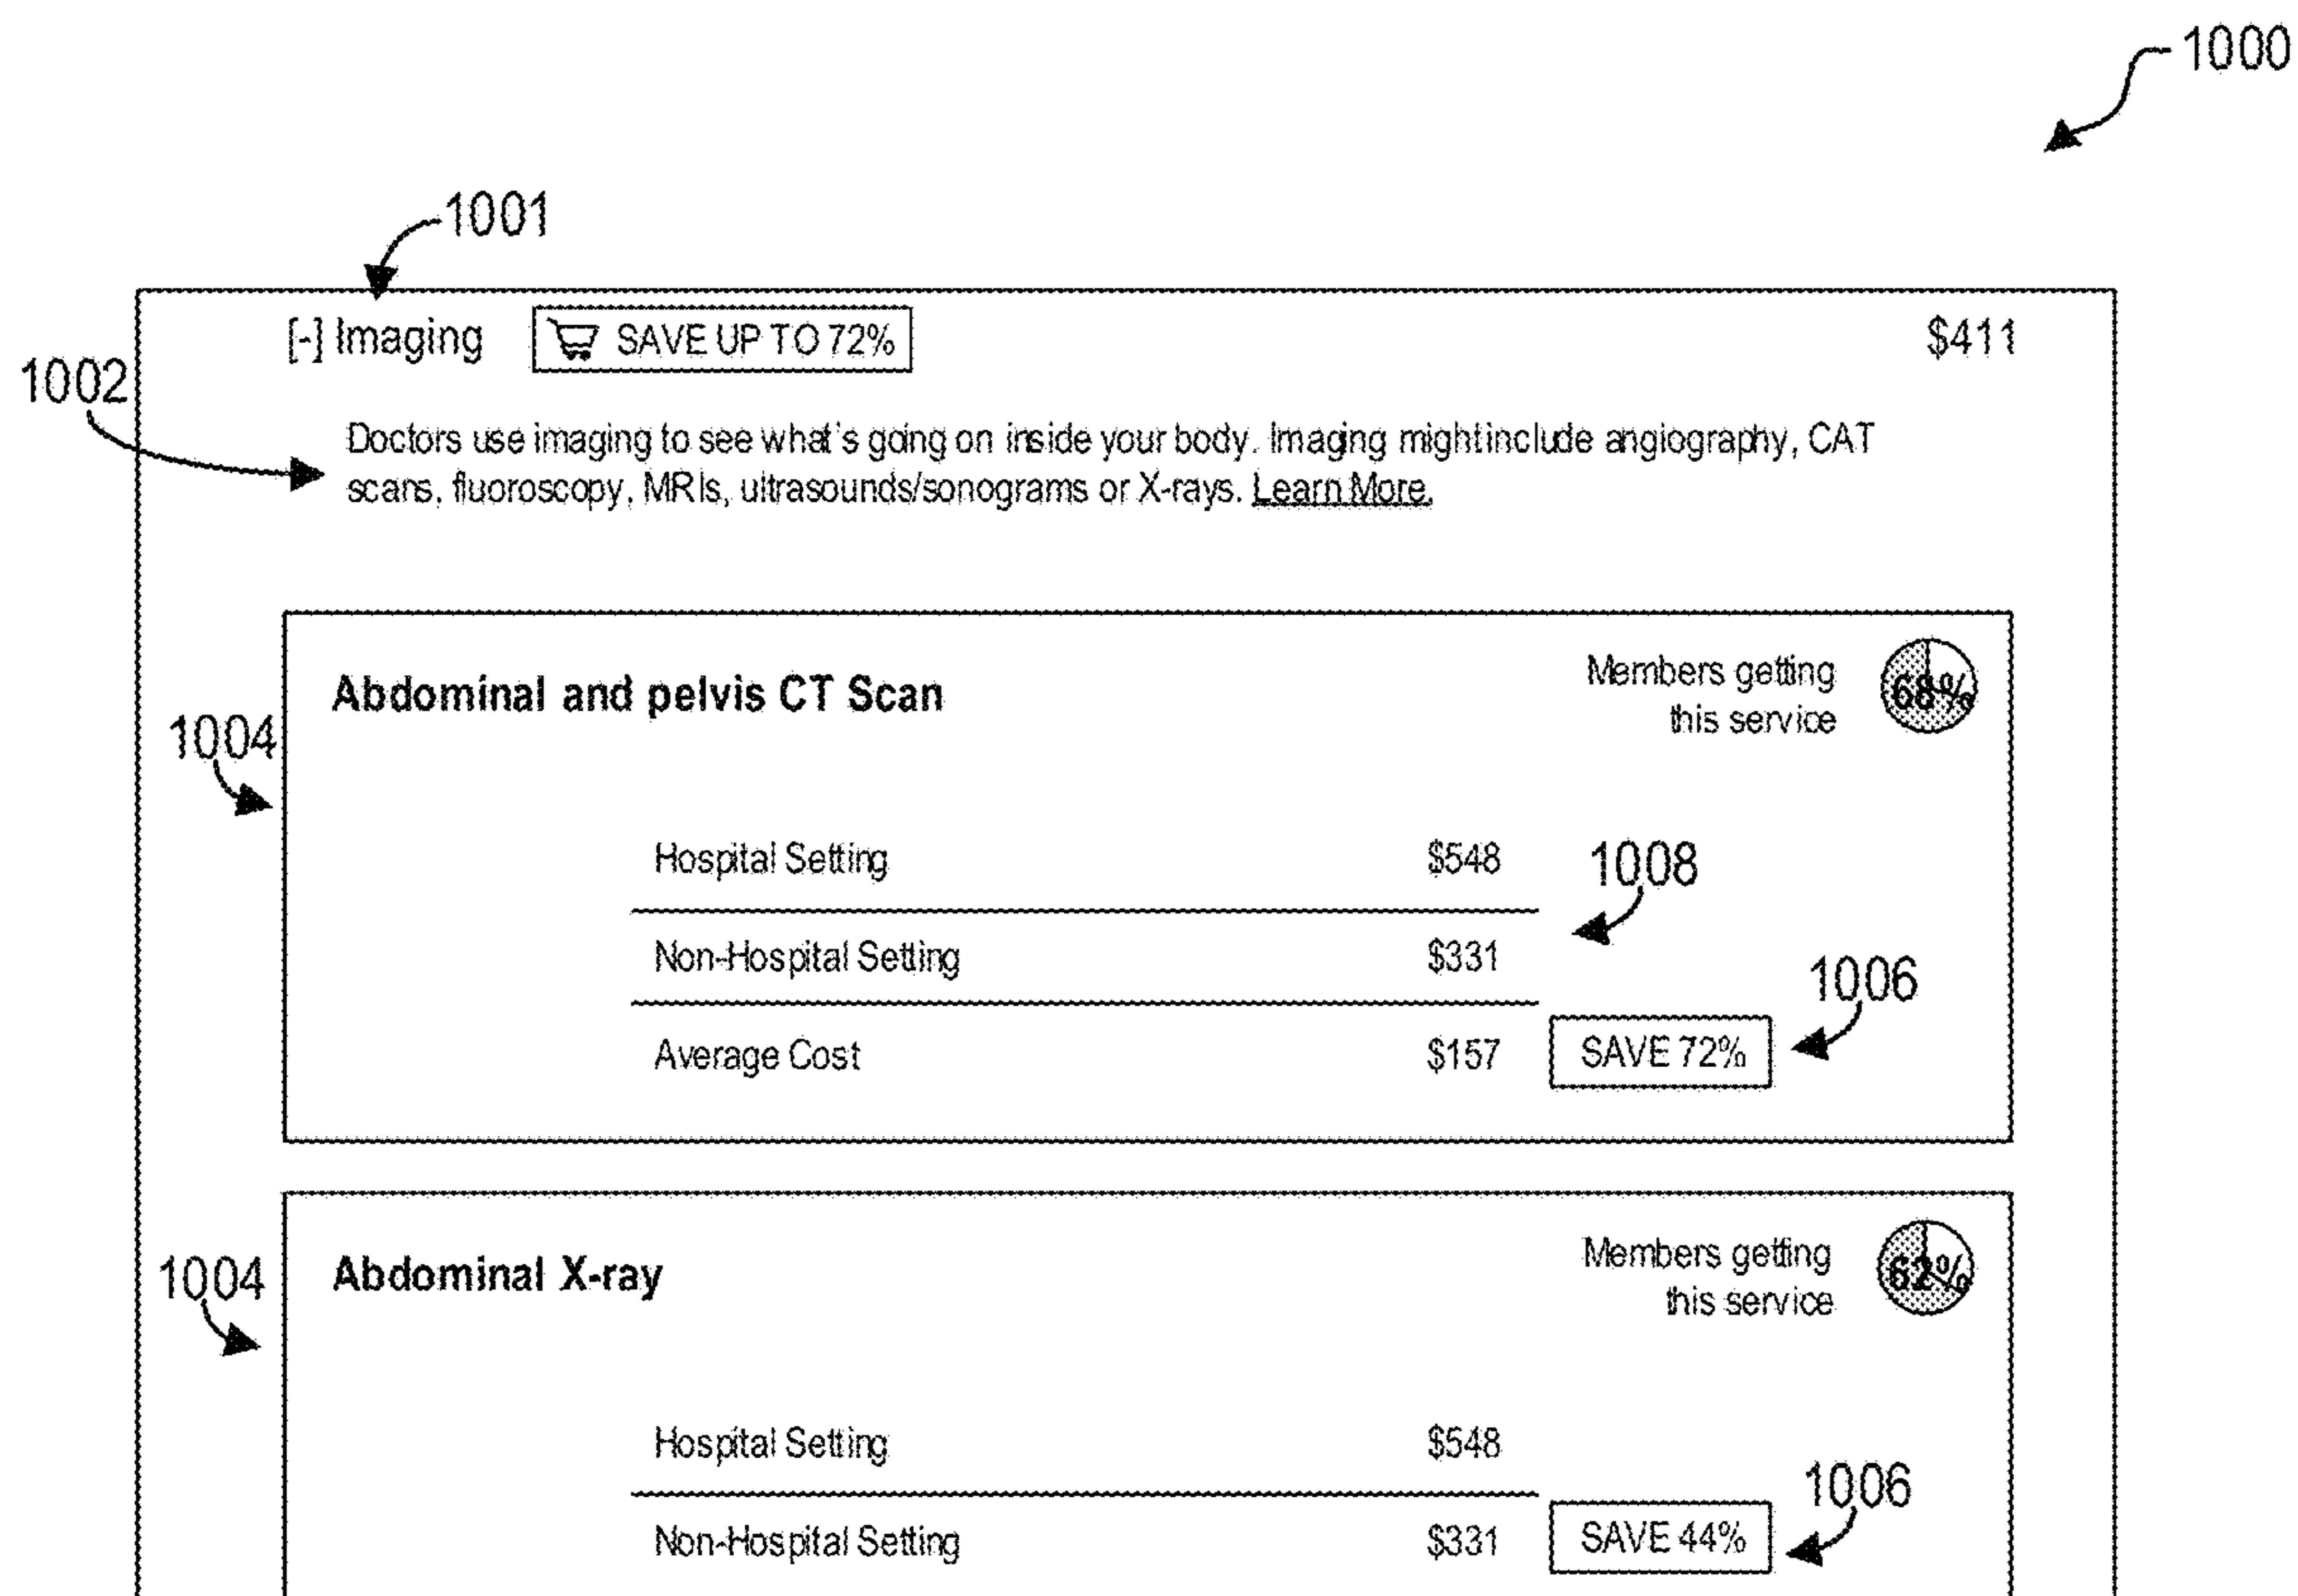 1000
1001
[-] Imaging SAVE UP TO 72% $411
1002
Doctors use imaging to see what's going on inside your body. Imaging might include angiography, CAT
scans, fluoroscopy, MRIs, ultrasounds/sonograms or X-rays. Learn More.
Abdominal and pelvis CT Scan
Members getting
this service
68%
1004
Hospital Setting $548
1008
Non-Hospital Setting $331
1006
Average Cost $157 SAVE 72%
Abdominal X-ray
Members getting
this service
62%
1004
Hospital Setting $548
1006
Non-Hospital Setting $331 SAVE 44%